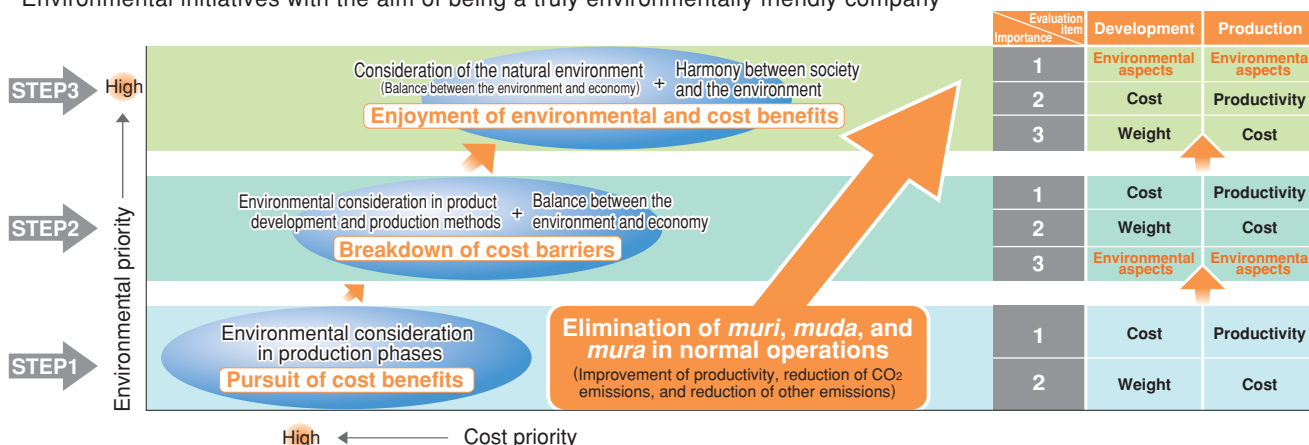 Environmental initiatives with the aim of being a truly environmentally friendly company
STEP3
High
Consideration of the natural environment
(Balance between the environment and economy)
+
Harmony between society
and the environment
Enjoyment of environmental and cost benefits
STEP2
Environmental consideration in product
development and production methods
+
Balance between the
environment and economy
Breakdown of cost barriers
STEP1
Environmental consideration
in production phases
Pursuit of cost benefits
Environmental priority
Elimination of muri, muda, and
mura in normal operations
(Improvement of productivity, reduction of CO2
emissions, and reduction of other emissions)
High
Cost priority
Evaluation
item
Importance
Development
Production
1
Environmental
aspects
Environmenta
aspects
2
Cost
Productivity
3
Weight
Cost
1
Cost
Productivity
2
Weight
Cost
3
Environmental
aspects
Environmenta
aspects
1
Cost
Productivity
2
Weight
Cost